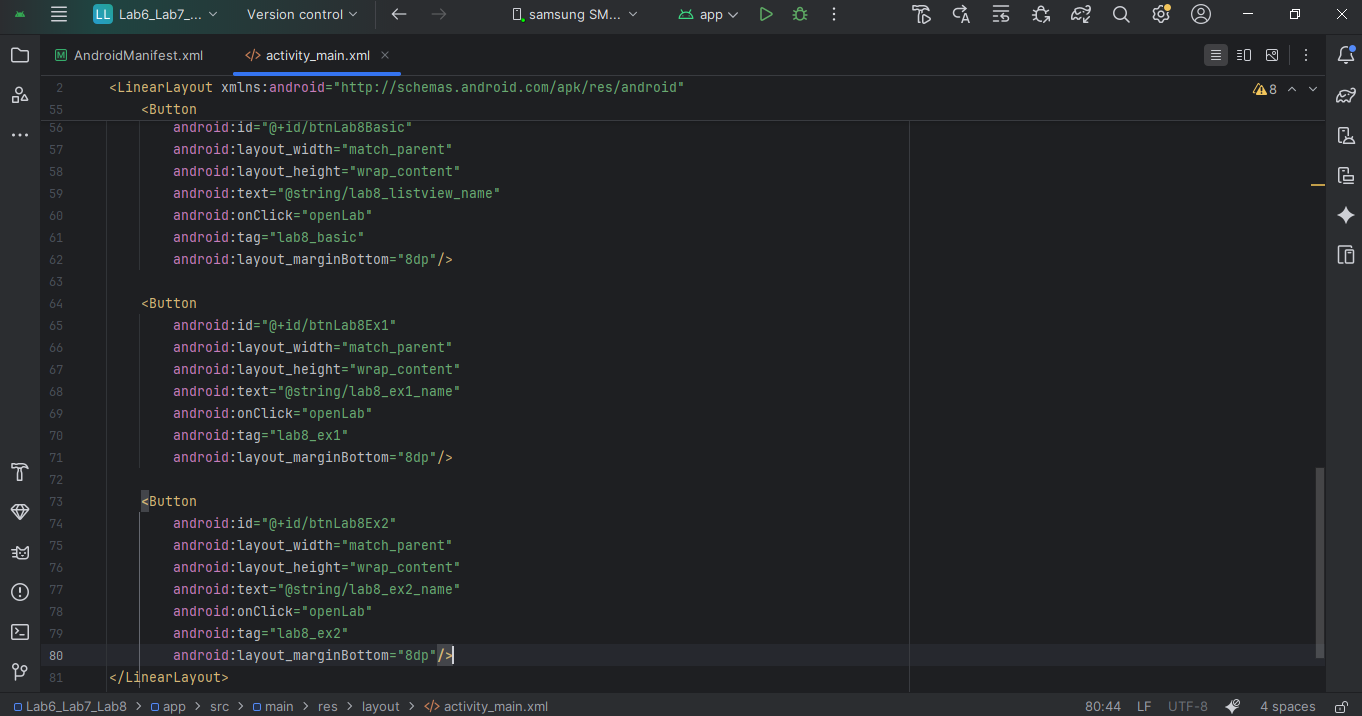 LL Lab6_Lab7_... Version control samsung SM... app
AndroidManifest.xml activity_main.xml
2 <LinearLayout xmlns:android="http://schemas.android.com/apk/res/android" 8
55 <Button
56 android:id="@+id/btnLab8Basic"
57 android:layout_width="match_parent"
58 android:layout_height="wrap_content"
59 android:text="@string/lab8_listview_name"
60 android:onClick="openLab"
61 android:tag="lab8_basic"
62 android:layout_marginBottom="8dp"/>
63
64 <Button
65 android:id="@+id/btnLab8Ex1"
66 android:layout_width="match_parent"
67 android:layout_height="wrap_content"
68 android:text="@string/lab8_ex1_name"
69 android:onClick="openLab"
70 android:tag="lab8_ex1"
71 android:layout_marginBottom="8dp"/>
72
73 <Button
74 android:id="@+id/btnLab8Ex2"
75 android:layout_width="match_parent"
76 android:layout_height="wrap_content"
77 android:text="@string/lab8_ex2_name"
78 android:onClick="openLab"
79 android:tag="lab8_ex2"
80 android:layout_marginBottom="8dp"/>
81 </LinearLayout>
Lab6_Lab7_Lab8 > app > src > main > res > layout > activity_main.xml 80:44 LF UTF-8 4 spaces